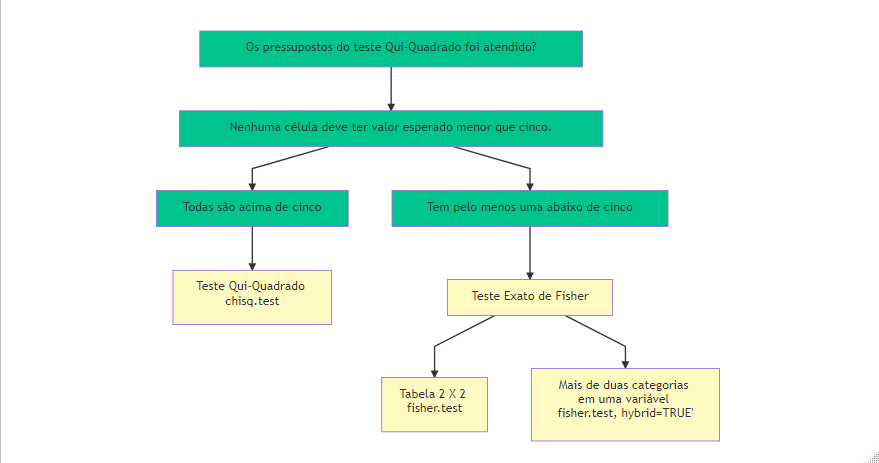 Os pressupostos do teste Qui-Quadrado foi atendido?
Nenhuma célula deve ter valor esperado menor que cinco.
Todas são acima de cinco
Tem pelo menos uma abaixo de cinco
Teste Qui-Quadrado
chisq.test
Teste Exato de Fisher
Tabela 2 X 2
fisher.test
Mais de duas categorias
em uma variável
fisher.test, hybrid=TRUE'